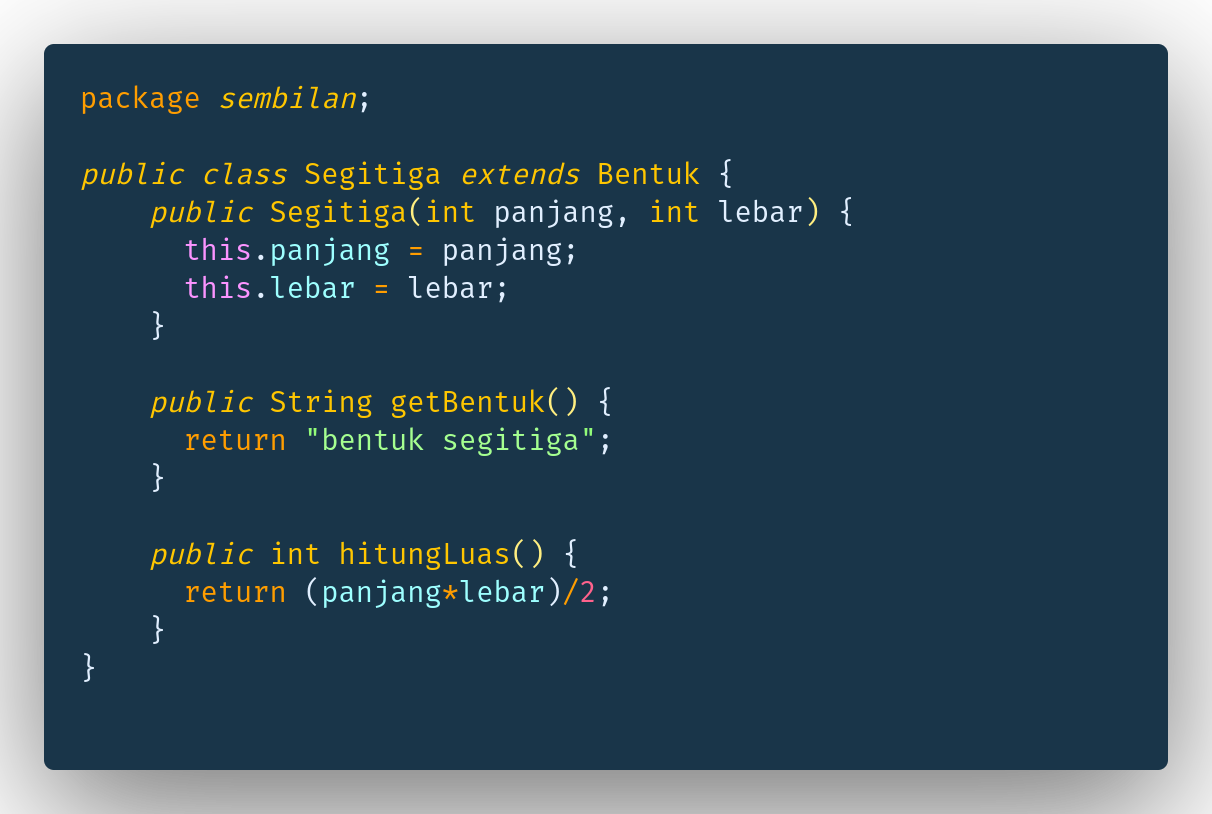 package sembilan;
public class Segitiga extends Bentuk {
    public Segitiga(int panjang, int lebar) {
      this.panjang = panjang;
      this.lebar = lebar;
    }
    public String getBentuk() {
      return "bentuk segitiga";
    }
    public int hitungLuas() {
      return (panjang*lebar)/2;
    }
}